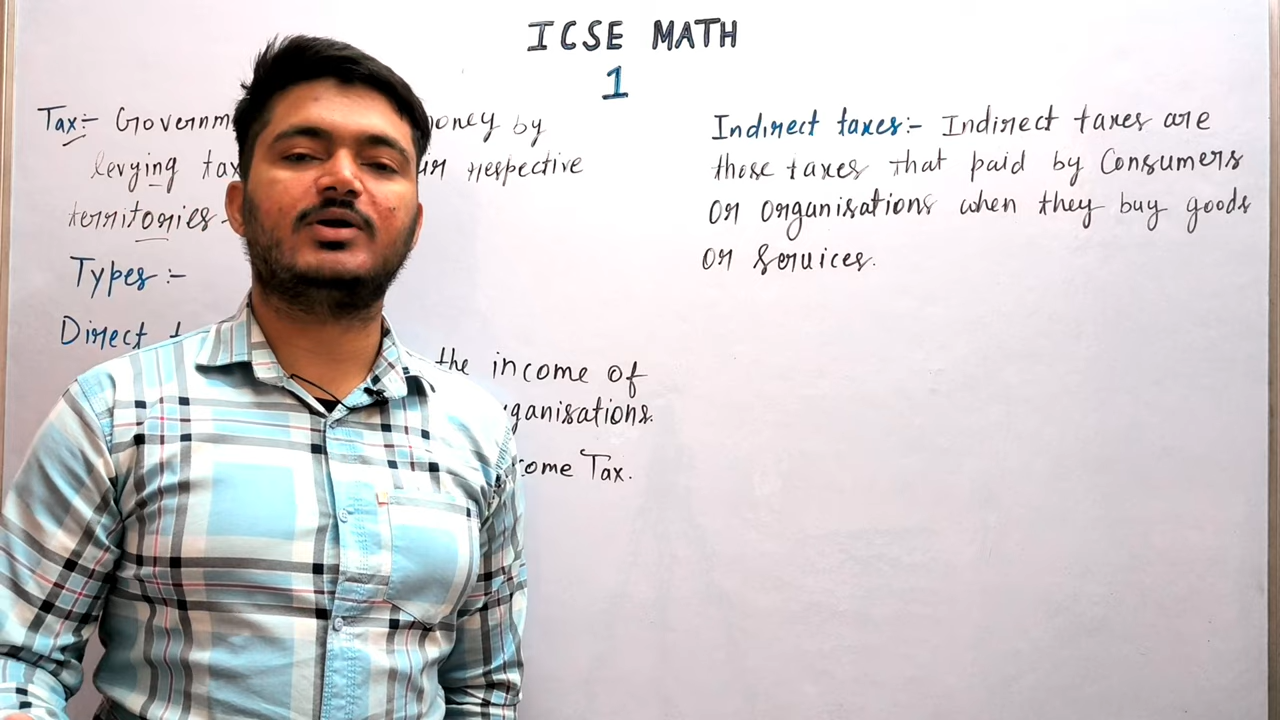 ICSE MATH
1
Tax:- Governm oney by
levying tax respective
territories-
Types:-
Direct t
the income of
ganisations.
come Tax.
Indirect taxes:- Indirect taxes are
those taxes that paid by Consumers
or organisations when they buy goods
or services.